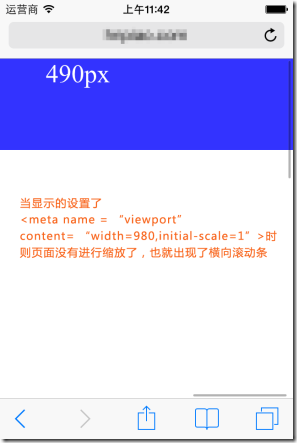 运营商 上午11:42
490px
当显示的设置了
<meta name = “viewport”
content= “width=980,initial-scale=1” >时
则页面没有进行缩放了，也就出现了横向滚动条